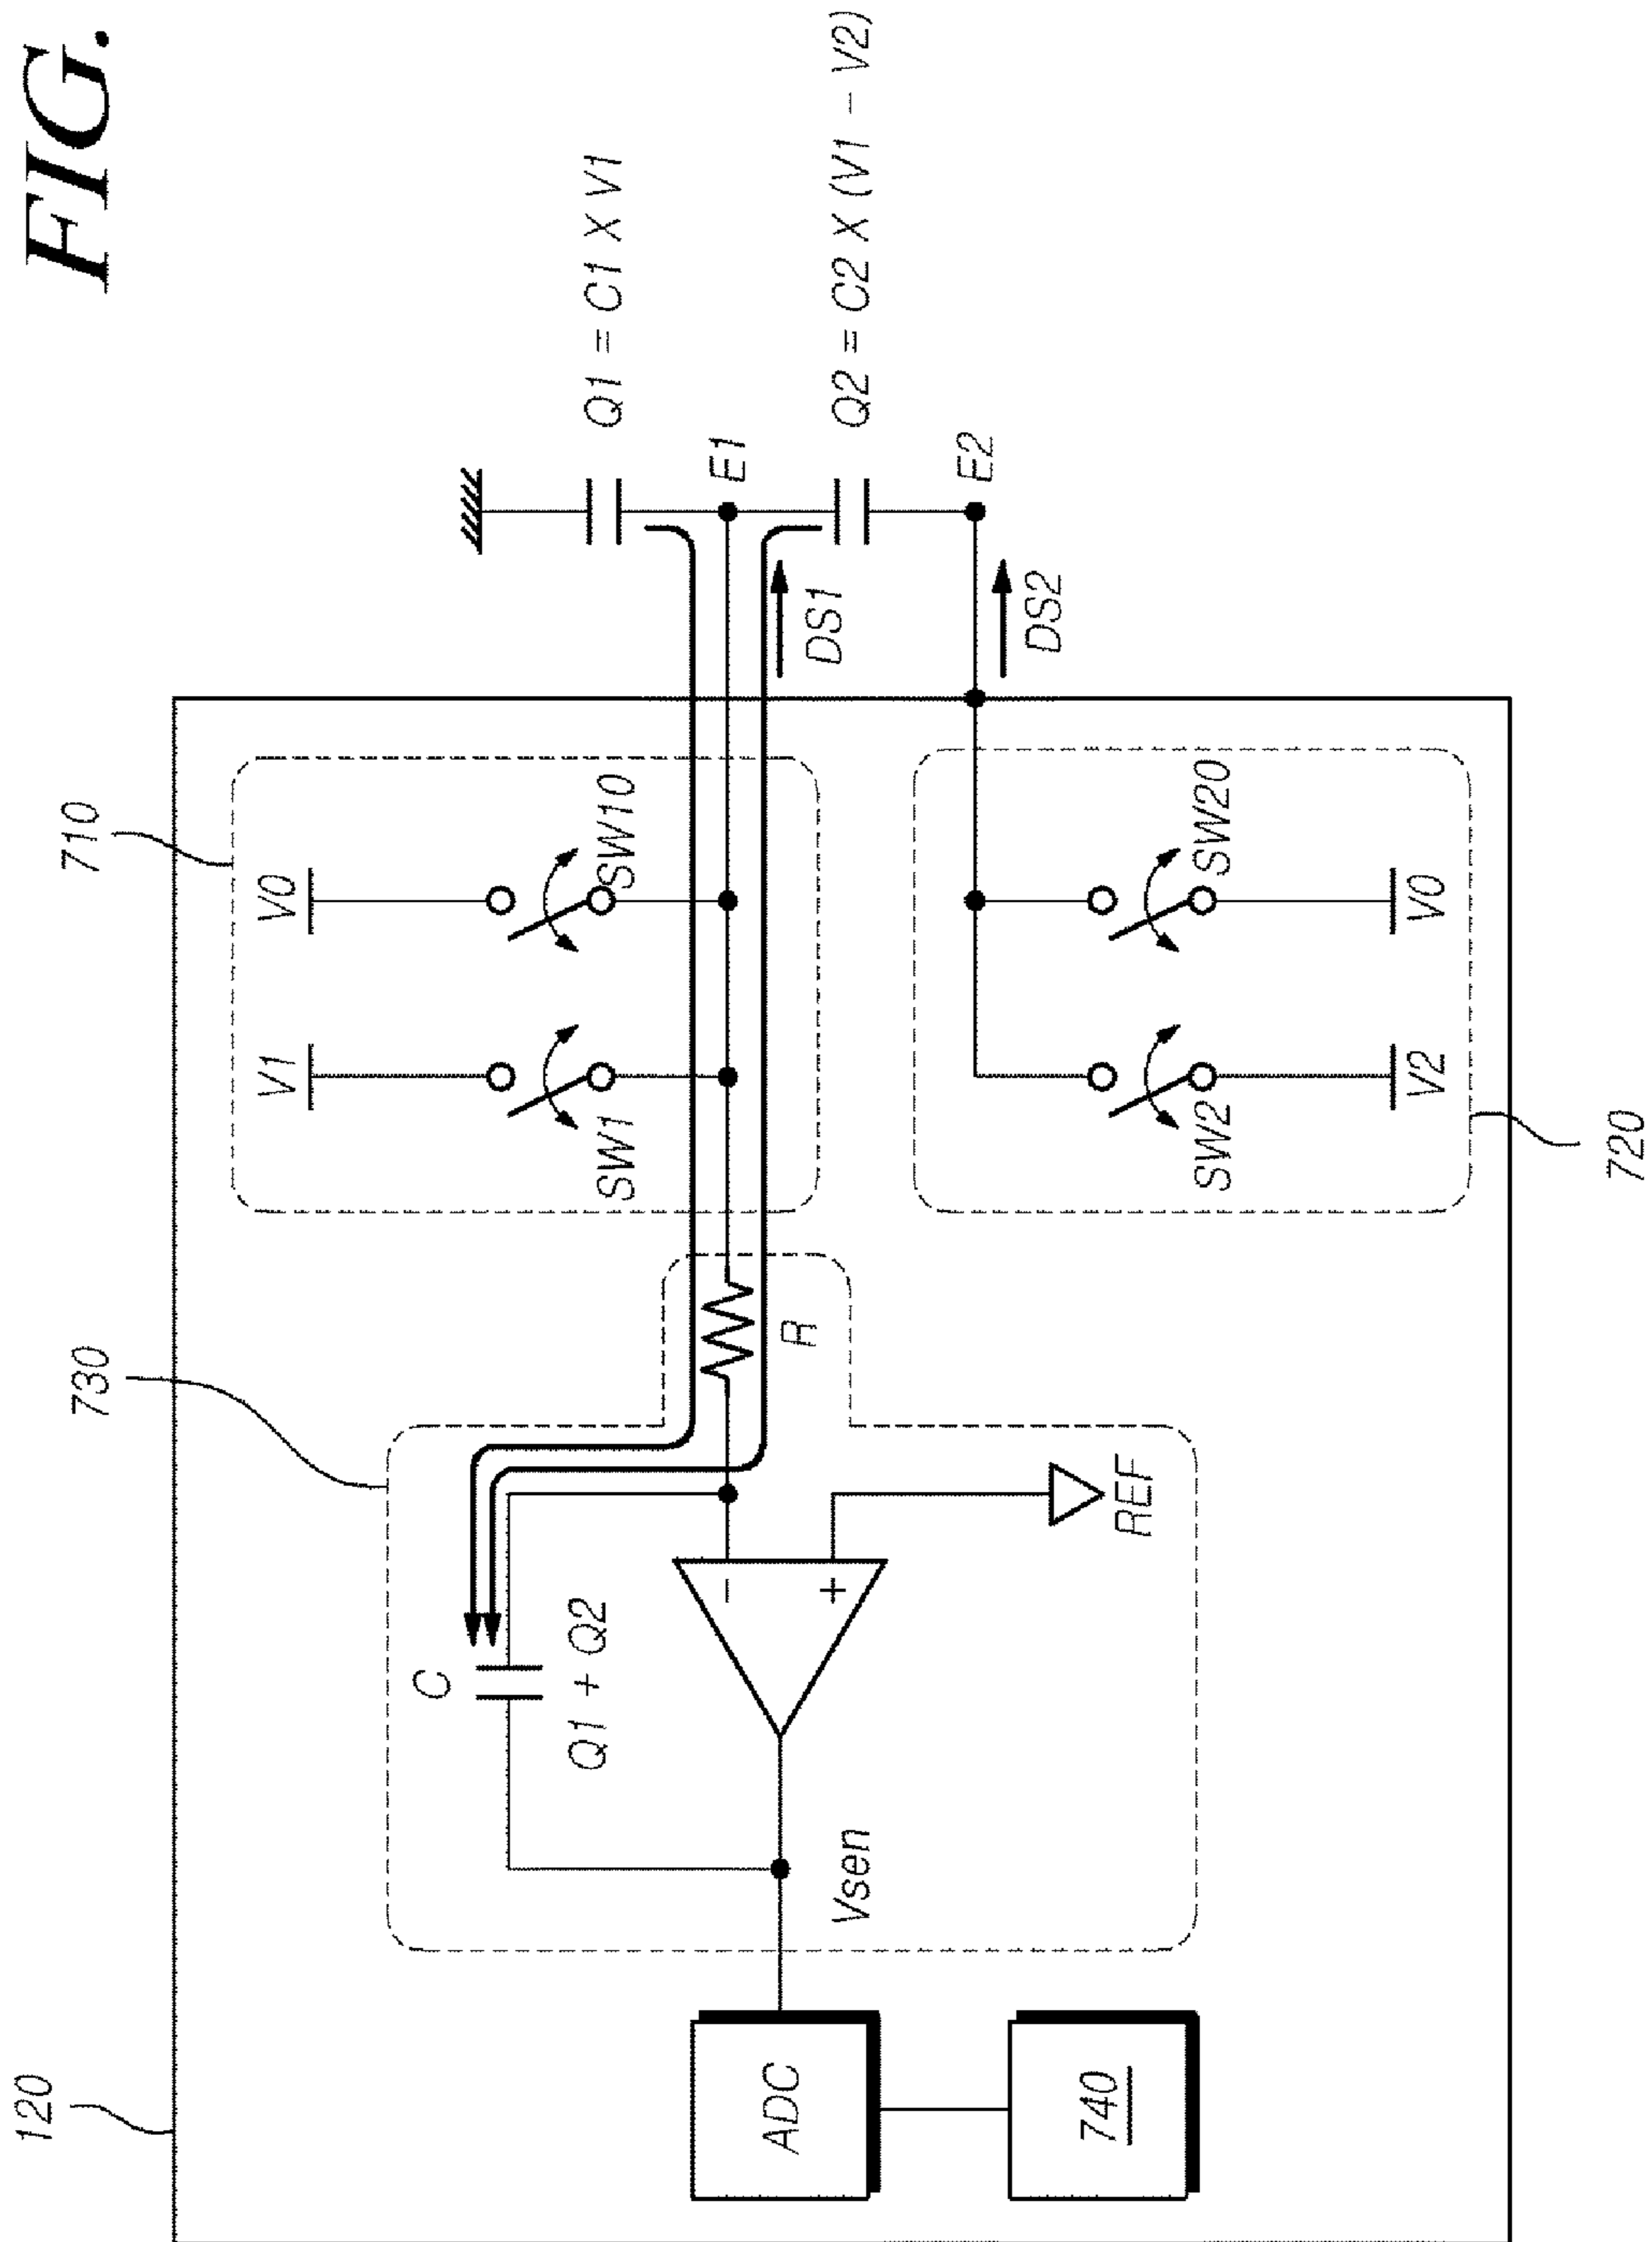 FIG.
120
730
710
V1
V0
SW1
SW10
C
Q1 + Q2
R
−
+
REF
Vsen
ADC
740
Q1 = C1 X V1
E1
DS1
Q2 = C2 X (V1 − V2)
E2
DS2
SW2
SW20
V2
V0
720